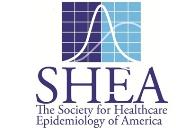 SHEA
The Society for Healthcare
Epidemiology of America